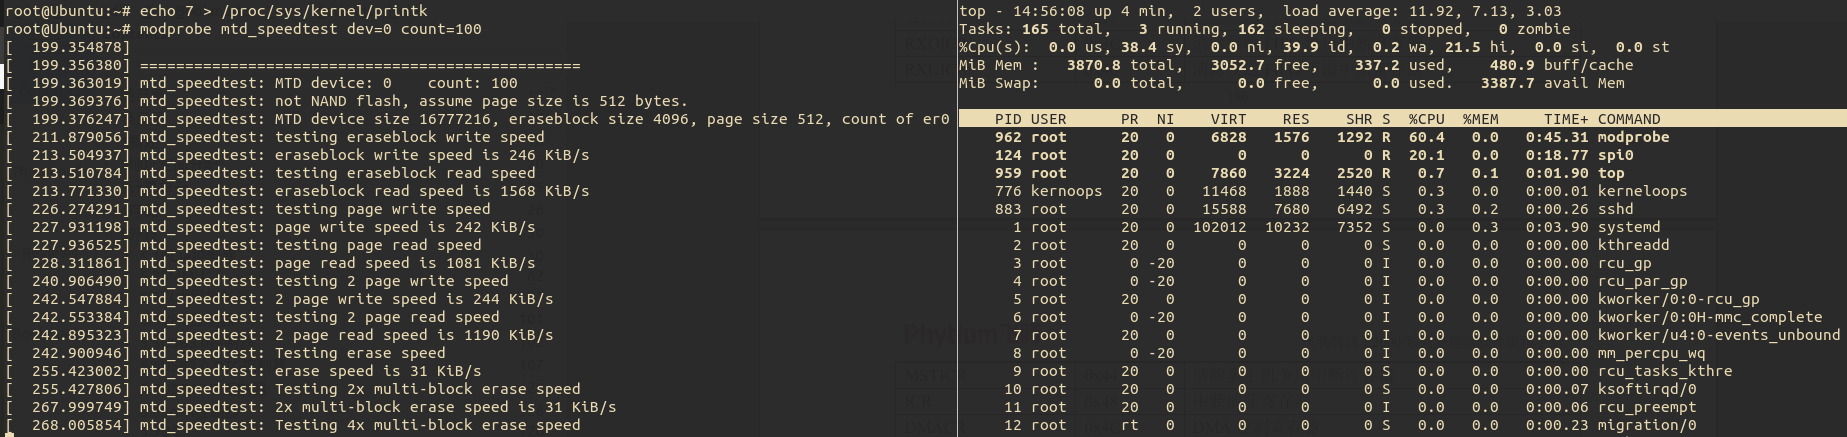 root@Ubuntu:~# echo 7 > /proc/sys/kernel/printk
root@Ubuntu:~# modprobe mtd_speedtest dev=0 count=100
[  199.354878]
[  199.356380] =================================================
[  199.363019] mtd_speedtest: MTD device: 0    count: 100
[  199.369376] mtd_speedtest: not NAND flash, assume page size is 512 bytes.
[  199.376247] mtd_speedtest: MTD device size 16777216, eraseblock size 4096, page size 512, count of er0
[  211.879056] mtd_speedtest: testing eraseblock write speed
[  213.504937] mtd_speedtest: eraseblock write speed is 246 KiB/s
[  213.510784] mtd_speedtest: testing eraseblock read speed
[  213.771330] mtd_speedtest: eraseblock read speed is 1568 KiB/s
[  226.274291] mtd_speedtest: testing page write speed
[  227.931198] mtd_speedtest: page write speed is 242 KiB/s
[  227.936525] mtd_speedtest: testing page read speed
[  228.311861] mtd_speedtest: page read speed is 1081 KiB/s
[  240.906490] mtd_speedtest: testing 2 page write speed
[  242.547884] mtd_speedtest: 2 page write speed is 244 KiB/s
[  242.553384] mtd_speedtest: testing 2 page read speed
[  242.895323] mtd_speedtest: 2 page read speed is 1190 KiB/s
[  242.900946] mtd_speedtest: Testing erase speed
[  255.423002] mtd_speedtest: erase speed is 31 KiB/s
[  255.427806] mtd_speedtest: Testing 2x multi-block erase speed
[  267.999749] mtd_speedtest: 2x multi-block erase speed is 31 KiB/s
[  268.005854] mtd_speedtest: Testing 4x multi-block erase speed
top - 14:56:08 up 4 min,  2 users,  load average: 11.92, 7.13, 3.03
Tasks: 165 total,   3 running, 162 sleeping,   0 stopped,   0 zombie
%Cpu(s):  0.0 us, 38.4 sy,  0.0 ni, 39.9 id,  0.2 wa, 21.5 hi,  0.0 si,  0.0 st
MiB Mem :   3870.8 total,   3052.7 free,    337.2 used,    480.9 buff/cache
MiB Swap:      0.0 total,      0.0 free,      0.0 used.   3387.7 avail Mem
PID USER      PR  NI    VIRT    RES    SHR S  %CPU  %MEM     TIME+ COMMAND
962 root      20   0    6828   1576   1292 R  60.4   0.0   0:45.31 modprobe
124 root      20   0       0      0      0 R  20.1   0.0   0:18.77 spi0
959 root      20   0    7860   3224   2520 R   0.7   0.1   0:01.90 top
776 kernoops  20   0   11468   1888   1440 S   0.3   0.0   0:00.01 kerneloops
883 root      20   0   15588   7680   6492 S   0.3   0.2   0:00.26 sshd
1 root      20   0  102012  10232   7352 S   0.0   0.3   0:03.90 systemd
2 root      20   0       0      0      0 S   0.0   0.0   0:00.00 kthreadd
3 root       0 -20       0      0      0 I   0.0   0.0   0:00.00 rcu_gp
4 root       0 -20       0      0      0 I   0.0   0.0   0:00.00 rcu_par_gp
5 root      20   0       0      0      0 I   0.0   0.0   0:00.00 kworker/0:0-rcu_gp
6 root       0 -20       0      0      0 I   0.0   0.0   0:00.00 kworker/0:0H-mmc_complete
7 root      20   0       0      0      0 I   0.0   0.0   0:00.00 kworker/u4:0-events_unbound
8 root       0 -20       0      0      0 I   0.0   0.0   0:00.00 mm_percpu_wq
9 root      20   0       0      0      0 S   0.0   0.0   0:00.00 rcu_tasks_kthre
10 root      20   0       0      0      0 S   0.0   0.0   0:00.07 ksoftirqd/0
11 root      20   0       0      0      0 I   0.0   0.0   0:00.06 rcu_preempt
12 root      rt   0       0      0      0 S   0.0   0.0   0:00.23 migration/0